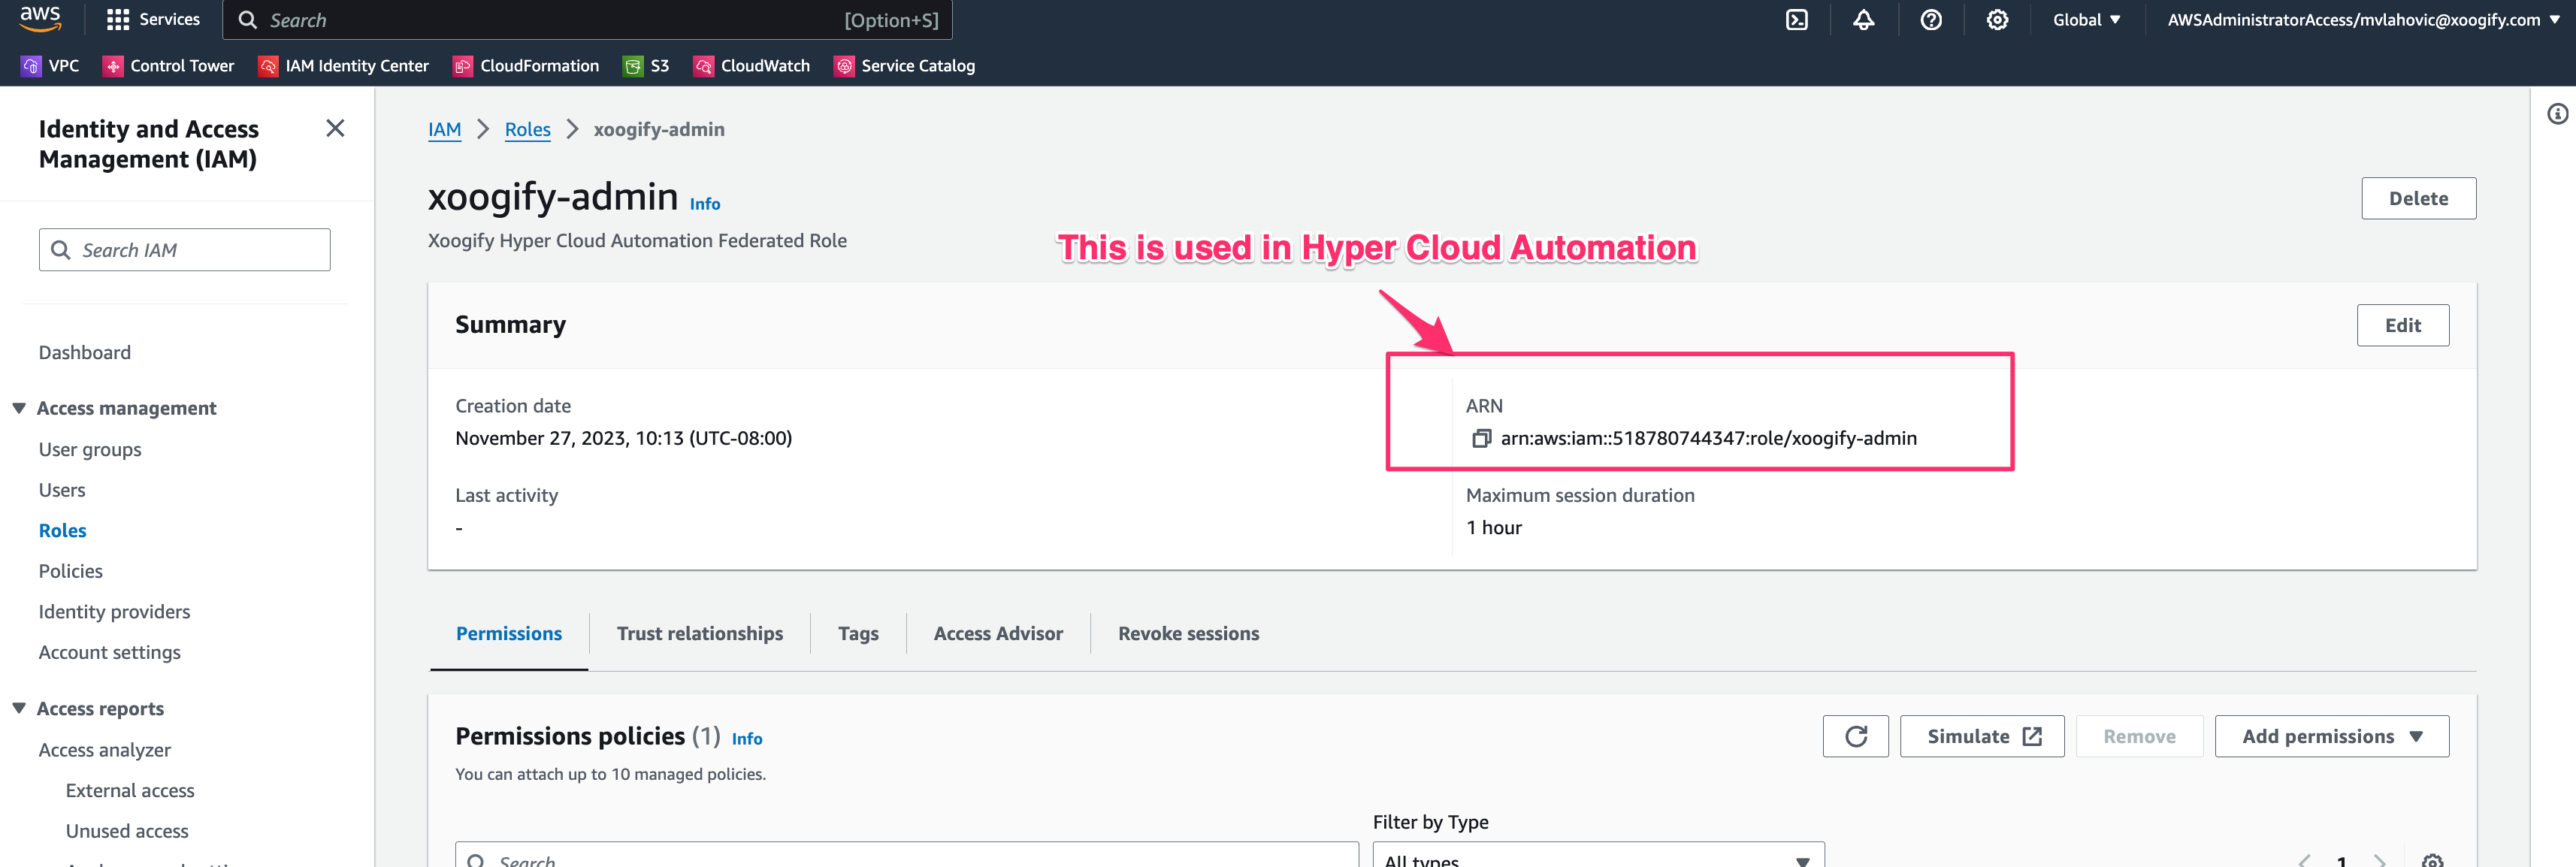 aws
Services
Search
[Option+S]
Global
AWSAdministratorAccess/mvlahovic@xoogify.com
VPC
Control Tower
IAM Identity Center
CloudFormation
S3
CloudWatch
Service Catalog
Identity and Access
Management (IAM)
Search IAM
Dashboard
Access management
User groups
Users
Roles
Policies
Identity providers
Account settings
Access reports
Access analyzer
External access
Unused access
IAM
Roles
xoogify-admin
xoogify-admin Info
Delete
Xoogify Hyper Cloud Automation Federated Role
This is used in Hyper Cloud Automation
Summary
Edit
Creation date
November 27, 2023, 10:13 (UTC-08:00)
ARN
arn:aws:iam::518780744347:role/xoogify-admin
Last activity
-
Maximum session duration
1 hour
Permissions
Trust relationships
Tags
Access Advisor
Revoke sessions
Permissions policies (1) Info
You can attach up to 10 managed policies.
Simulate
Remove
Add permissions
Filter by Type
Search
All types
1